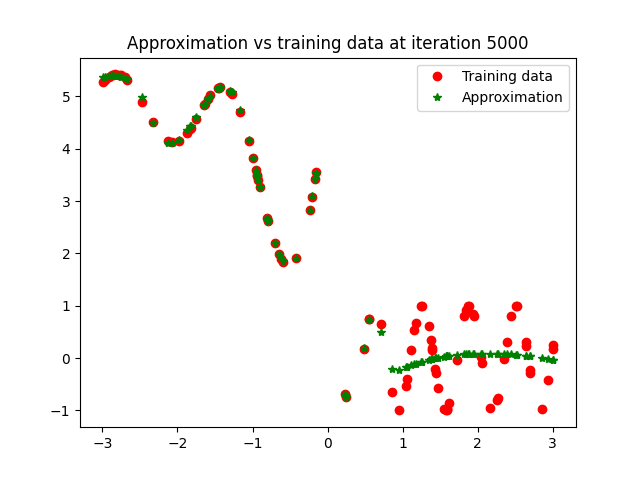 Approximation vs training data at iteration 5000
Training data
Approximation
5
4
3
2
1
0
−1
−3 −2 −1 0 1 2 3